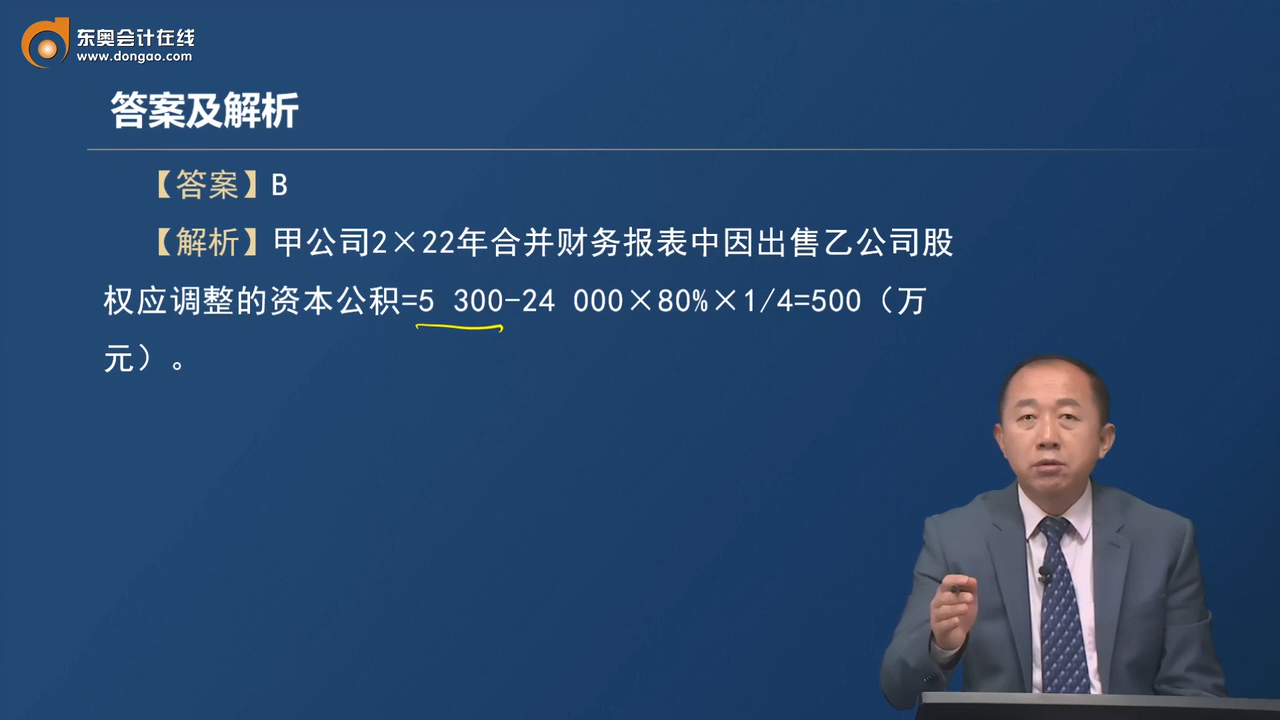 东奥会计在线
www.dongao.com
答案及解析
【答案】B
【解析】甲公司2×22年合并财务报表中因出售乙公司股
权应调整的资本公积=5 300-24 000×80%×1/4=500（万
元）。